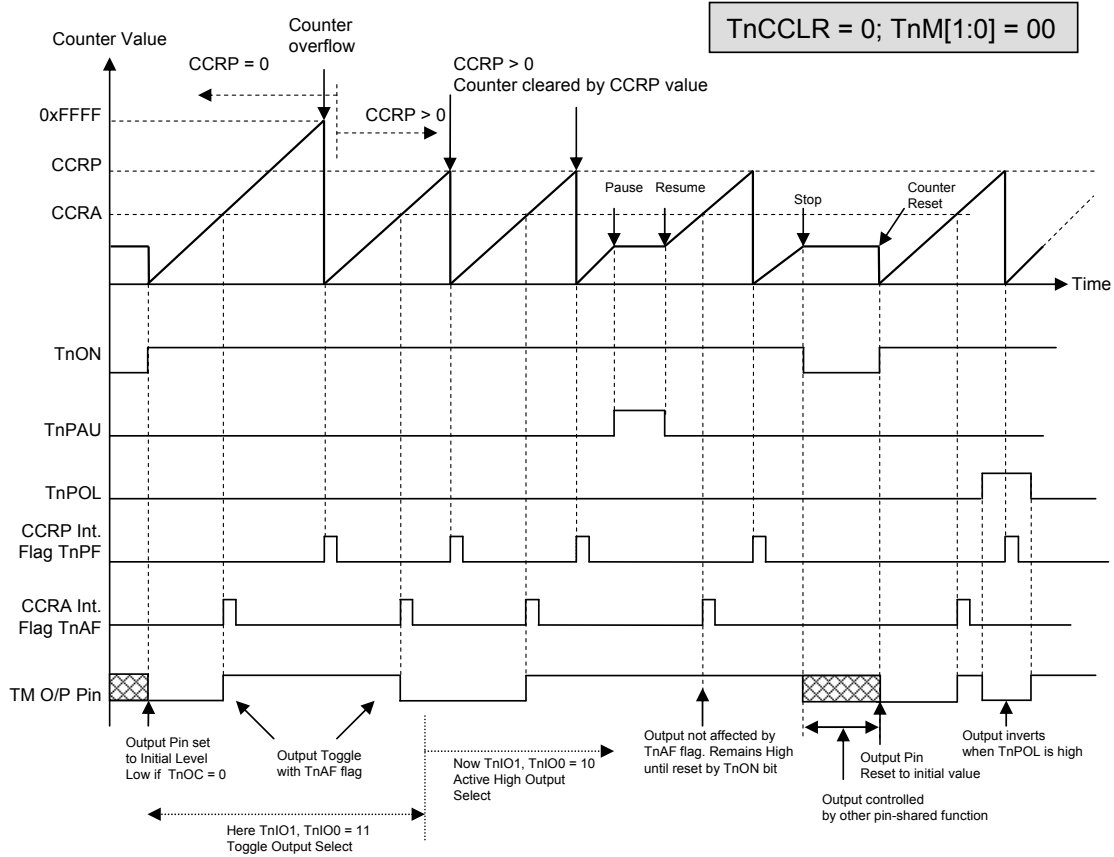 TnCCLR = 0; TnM[1:0] = 00
Counter Value
Counter
overflow
CCRP = 0
CCRP > 0
CCRP > 0
Counter cleared by CCRP value
0xFFFF
CCRP
CCRA
Pause
Resume
Stop
Counter
Reset
Time
TnON
TnPAU
TnPOL
CCRP Int.
Flag TnPF
CCRA Int.
Flag TnAF
TM O/P Pin
Output Pin set
to Initial Level
Low if TnOC = 0
Output Toggle
with TnAF flag
Now TnIO1, TnIO0 = 10
Active High Output
Select
Here TnIO1, TnIO0 = 11
Toggle Output Select
Output not affected by
TnAF flag. Remains High
until reset by TnON bit
Output Pin
Reset to initial value
Output controlled
by other pin-shared function
Output inverts
when TnPOL is high